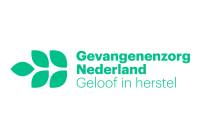 Gevangenenzorg
Nederland
Geloof in herstel